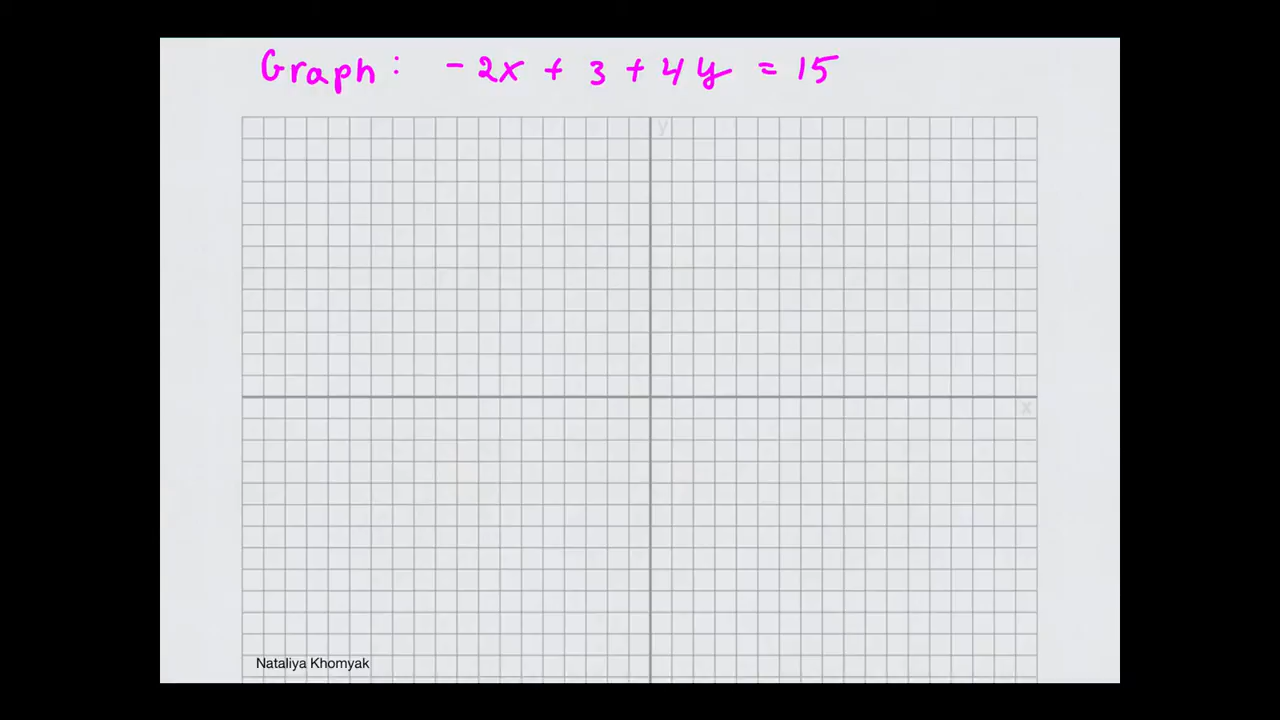 Graph: -2x + 3 + 4y = 15
y
x
Nataliya Khomyak